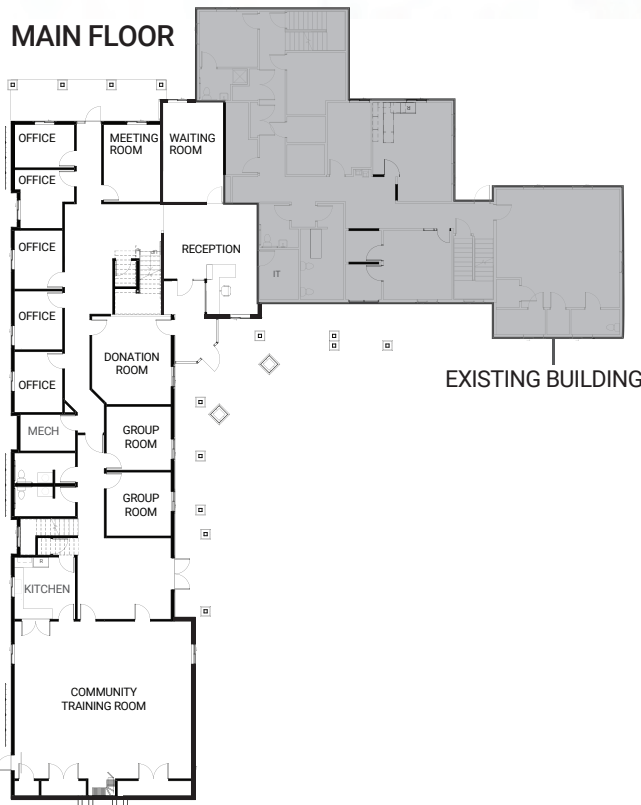 MAIN FLOOR
OFFICE
MEETING
ROOM
WAITING
ROOM
OFFICE
OFFICE
RECEPTION
IT
OFFICE
DONATION
ROOM
OFFICE
EXISTING BUILDING
MECH
GROUP
ROOM
GROUP
ROOM
KITCHEN
COMMUNITY
TRAINING ROOM